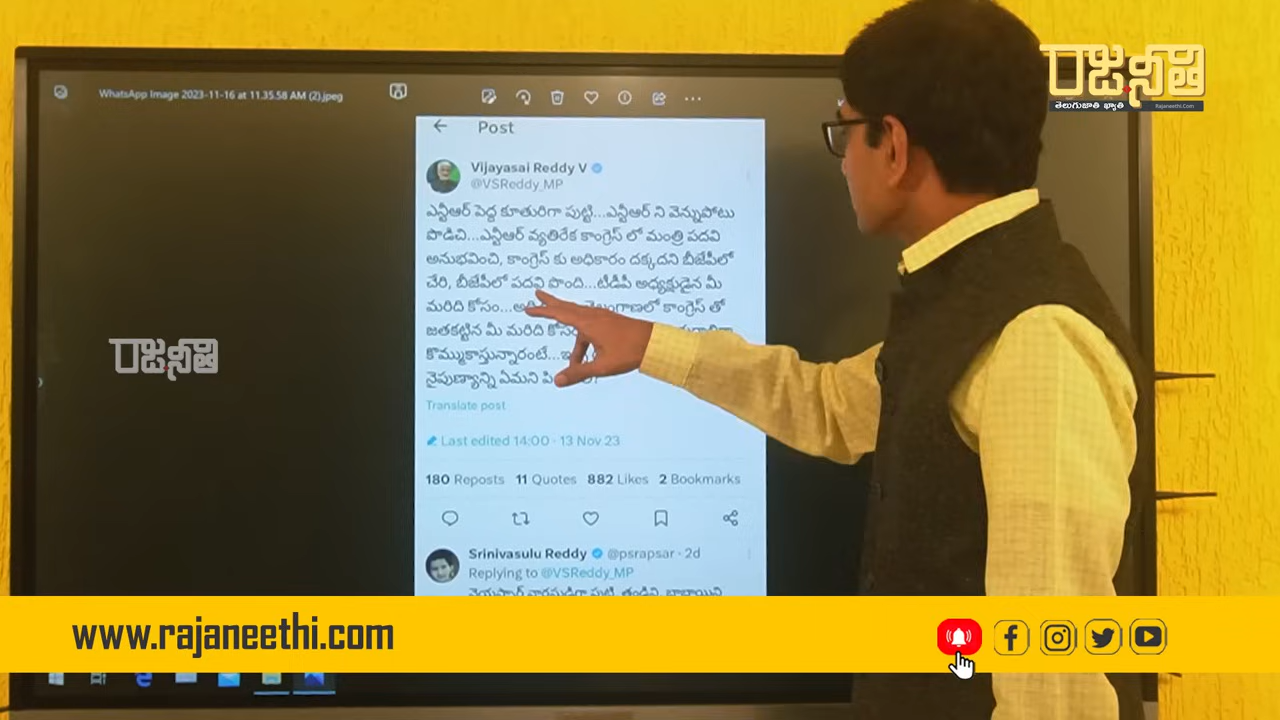 WhatsApp Image 2023-11-16 at 11.35.58 AM (2).jpeg
రాజనీతి
తెలుగుజాతి ఖ్యాతి
Rajaneethi.Com
Post
Vijayasai Reddy V
@VSReddy_MP
ఎన్టీఆర్ పెద్ద కూతురిగా పుట్టి...ఎన్టీఆర్ ని వెన్నుపోటు
పొడిచి...ఎన్టీఆర్ వ్యతిరేక కాంగ్రెస్ లో మంత్రి పదవి
అనుభవించి, కాంగ్రెస్ కు అధికారం దక్కదని బీజేపీలో
చేరి, బీజేపీలో పదవి పొంది...టీడీపీ అధ్యక్షుడైన మీ
మరిది కోసం... తెలంగాణలో కాంగ్రెస్ తో
జతకట్టిన మీ మరిది కోసం
కొమ్ముకాస్తున్నారంటే...
నైపుణ్యాన్ని ఏమని
Translate post
Last edited 14:00 · 13 Nov 23
180 Reposts 11 Quotes 882 Likes 2 Bookmarks
Srinivasulu Reddy @psrapsar · 2d
Replying to @VSReddy_MP
రాజనీతి
www.rajaneethi.com